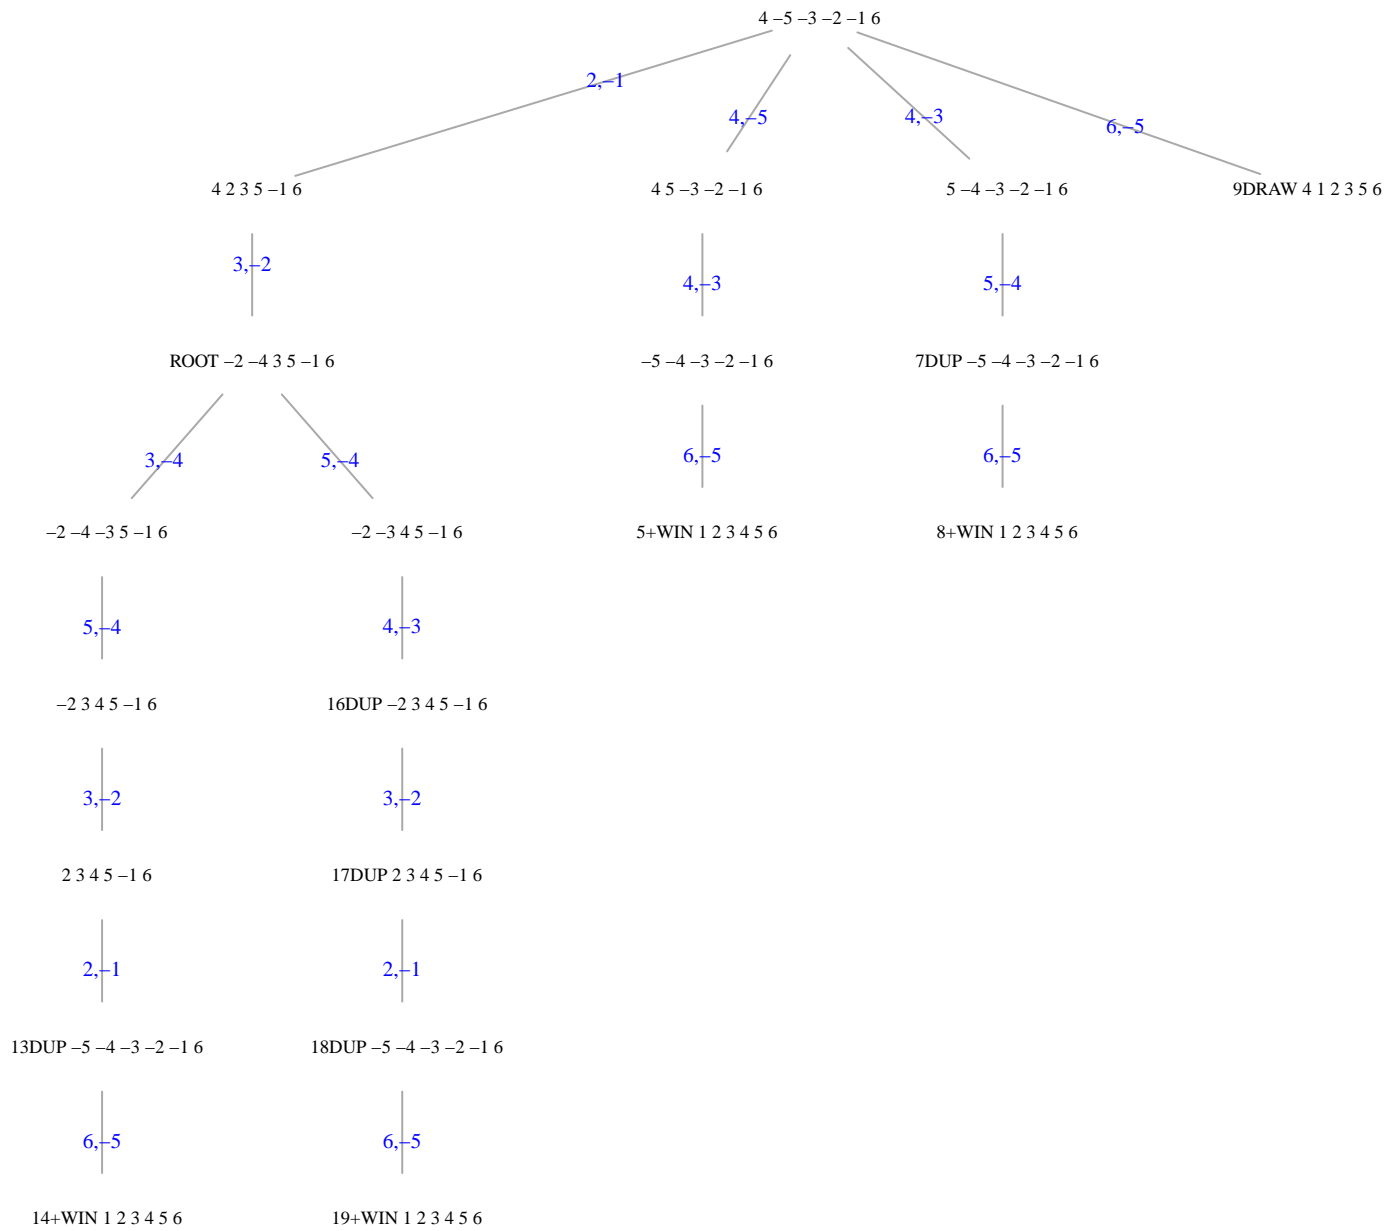 4 –5 –3 –2 –1 6
2,–1
4,–5
4,–3
6,–5
4 2 3 5 –1 6
4 5 –3 –2 –1 6
5 –4 –3 –2 –1 6
9DRAW 4 1 2 3 5 6
3,–2
4,–3
5,–4
ROOT –2 –4 3 5 –1 6
–5 –4 –3 –2 –1 6
7DUP –5 –4 –3 –2 –1 6
3,–4
5,–4
6,–5
6,–5
–2 –4 –3 5 –1 6
–2 –3 4 5 –1 6
5+WIN 1 2 3 4 5 6
8+WIN 1 2 3 4 5 6
5,–4
4,–3
–2 3 4 5 –1 6
16DUP –2 3 4 5 –1 6
3,–2
3,–2
2 3 4 5 –1 6
17DUP 2 3 4 5 –1 6
2,–1
2,–1
13DUP –5 –4 –3 –2 –1 6
18DUP –5 –4 –3 –2 –1 6
6,–5
6,–5
14+WIN 1 2 3 4 5 6
19+WIN 1 2 3 4 5 6